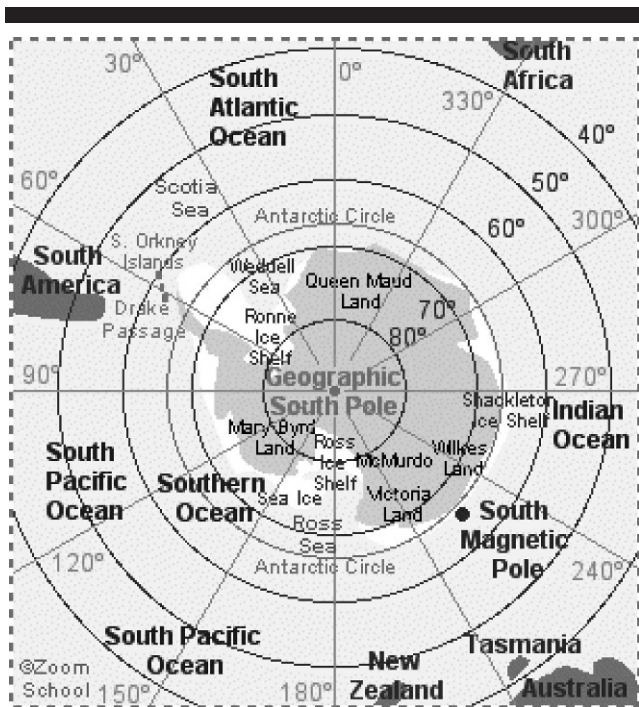 South
Africa
30°
South
Atlantic
Ocean
0°
330°
40°
60°
Scotia
Sea
50°
300°
Antarctic Circle
60°
S. Orkney
Islands
South
America
Weddell
Sea
Queen Maud
Land
Drake
Passage
70°
Ronne
Ice
Shelf
80°
90°
Geographic
South Pole
270°
Shackleton
Ice Shelf
Indian
Ocean
Mary Byrd
Land
Ross
Ice
Shelf
McMurdo
Wilkes
Land
South
Pacific
Ocean
Southern
Ocean
Sea Ice
Victoria
Land
South
Magnetic
Pole
Ross
Sea
120°
Antarctic Circle
240°
South Pacific
Ocean
Tasmania
New
Zealand
©Zoom
School
150°
180°
Australia